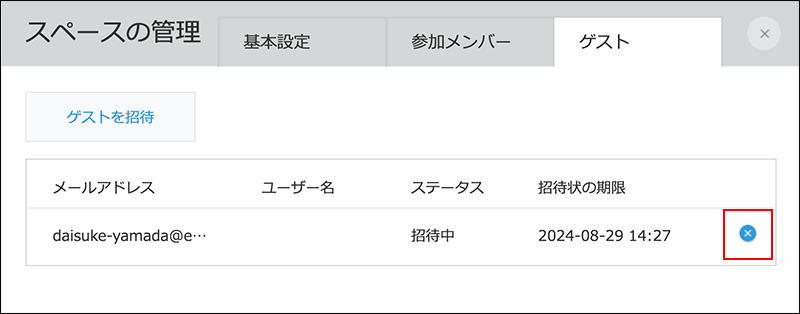 スペースの管理
基本設定
参加メンバー
ゲスト
ゲストを招待
メールアドレス ユーザー名 ステータス 招待状の期限
daisuke-yamada@e… 招待中 2024-08-29 14:27